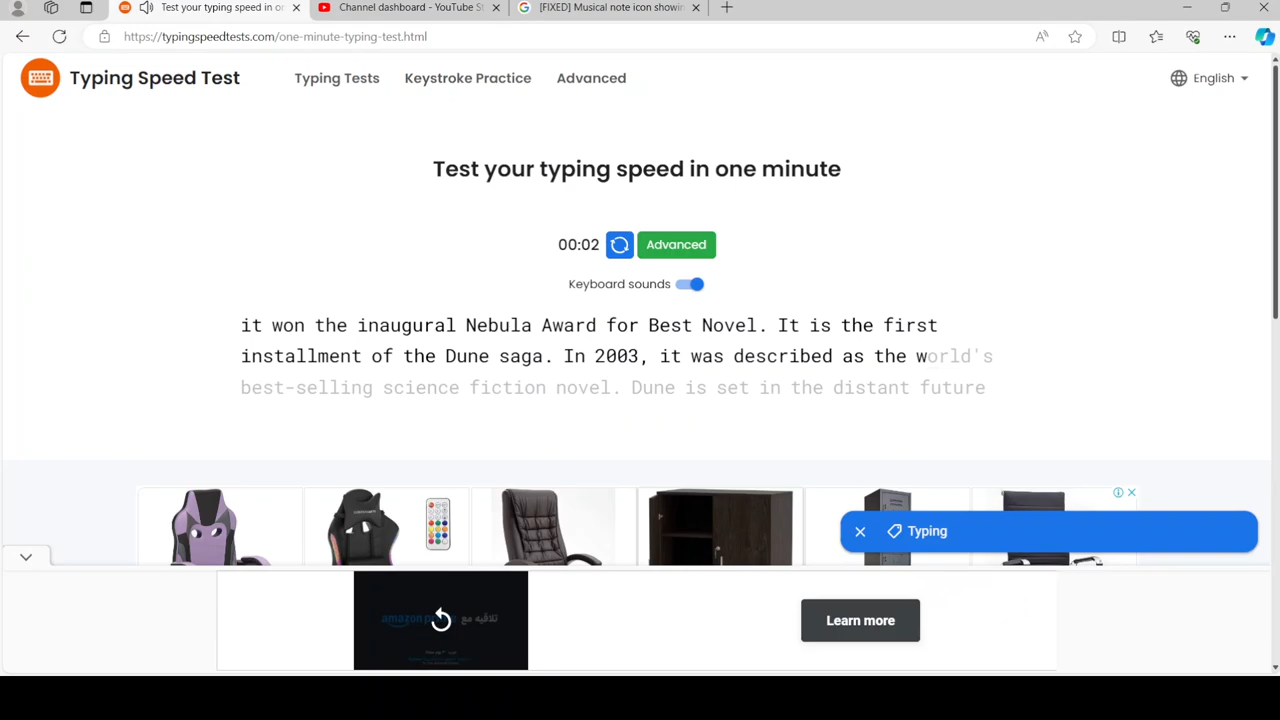 Test your typing speed in or
Channel dashboard - YouTube St
[FIXED] Musical note icon showin
https://typingspeedtests.com/one-minute-typing-test.html
Typing Speed Test
Typing Tests
Keystroke Practice
Advanced
English
Test your typing speed in one minute
00:02
Advanced
Keyboard sounds
it won the inaugural Nebula Award for Best Novel. It is the first
installment of the Dune saga. In 2003, it was described as the world's
best-selling science fiction novel. Dune is set in the distant future
Typing
تلاقيه مع amazon
Learn more